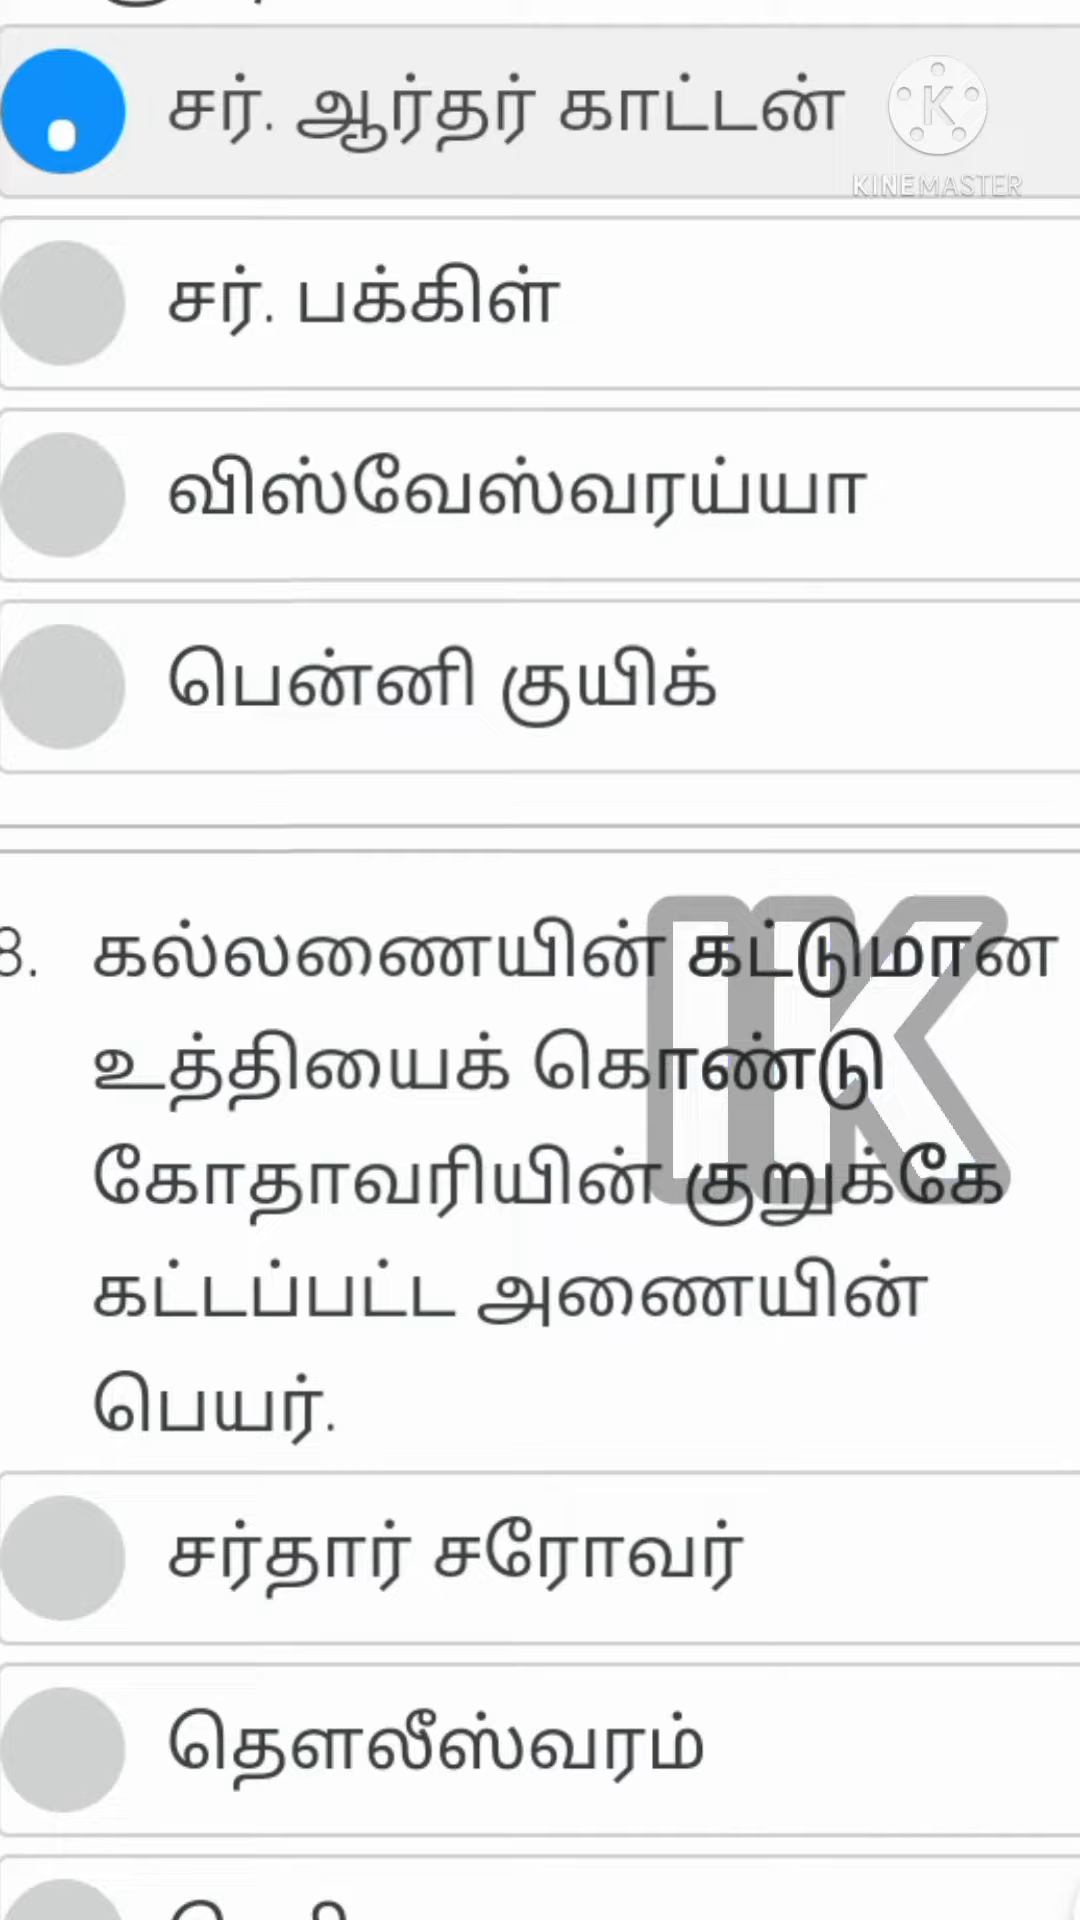 சர். ஆர்தர் காட்டன்
KINEMASTER
சர். பக்கிள்
விஸ்வேஸ்வரய்யா
பென்னி குயிக்
8. கல்லணையின் கட்டுமான
உத்தியைக் கொண்டு
கோதாவரியின் குறுக்கே
கட்டப்பட்ட அணையின்
பெயர்.
சர்தார் சரோவர்
தௌலீஸ்வரம்